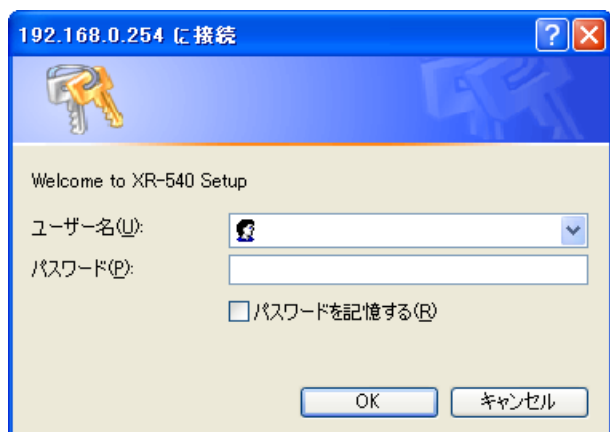 192.168.0.254 に接続
Welcome to XR-540 Setup
ユーザー名(U):
パスワード(P):
パスワードを記憶する(R)
OK
キャンセル